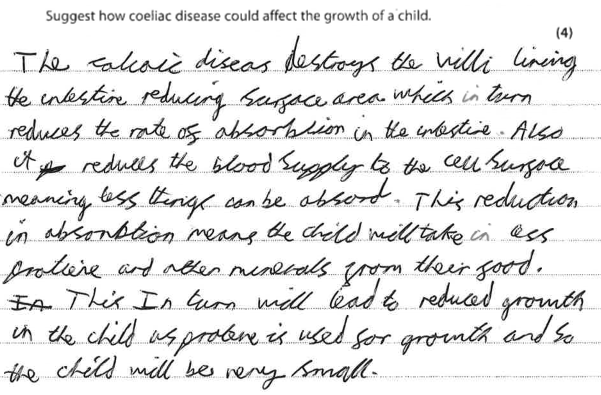 Suggest how coeliac disease could affect the growth of a child.
(4)
The calcaic diseas destroys the villi lining
the intestine reducing surface area which in turn
reduces the rate of absorbtion in the intestine. Also
it reduces the blood supply to the cell surface
meaning less things can be absord. This reduction
in absorbtion means the child will take in less
proteine and other minerals from their food.
In This In turn will lead to reduced growth
in the child as protene is used for growth and so
the child will be very small.